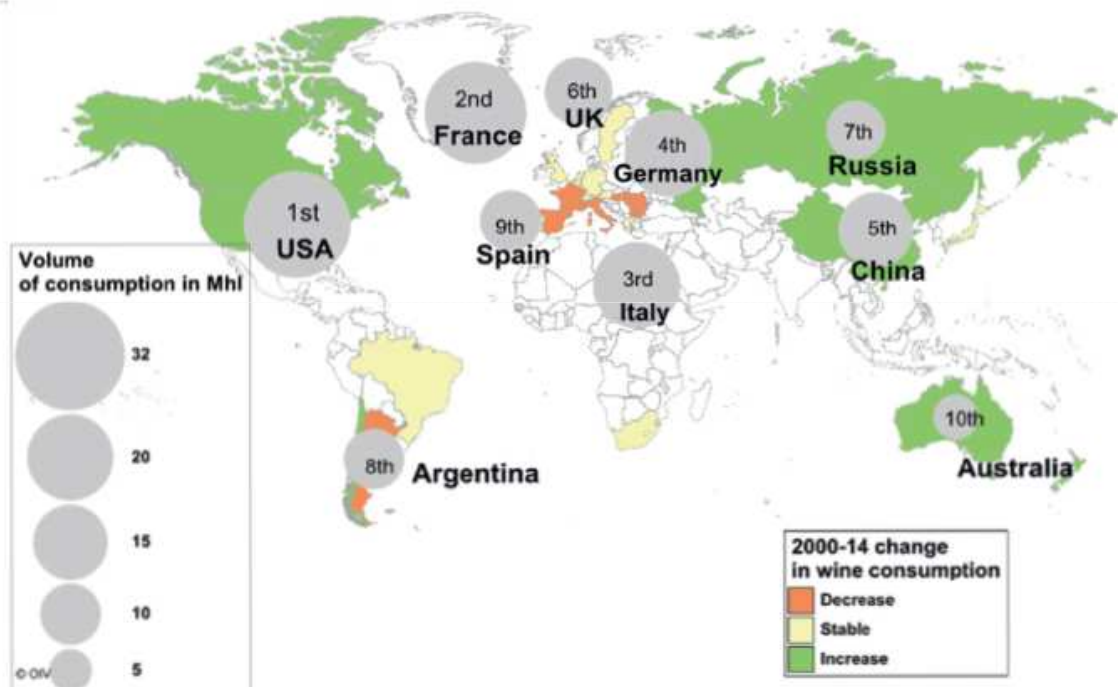 2nd
France
6th
UK
4th
Germany
7th
Russia
1st
USA
9th
Spain
5th
China
3rd
Italy
8th
Argentina
10th
Australia
Volume
of consumption in Mhl
32
20
15
10
5
© OIV
2000-14 change
in wine consumption
Decrease
Stable
Increase